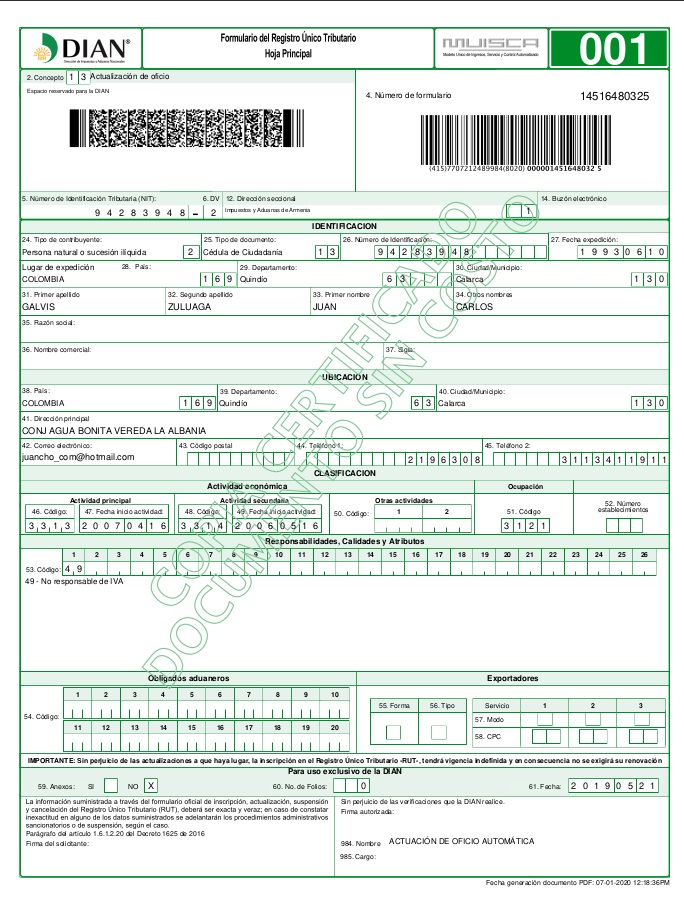 DIAN®
Dirección de Impuestos y Aduanas Nacionales
Formulario del Registro Único Tributario
Hoja Principal
MUISCA
Modelo Único de Ingresos, Servicio y Control Automatizado
001
2. Concepto 1 3 Actualización de oficio
Espacio reservado para la DIAN
4. Número de formulario 14516480325
(415)7707212489984(8020) 000001451648032 5
5. Número de Identificación Tributaria (NIT): 6. DV 12. Dirección seccional 14. Buzón electrónico
9 4 2 8 3 9 4 8 - 2 Impuestos y Aduanas de Armenia 1
IDENTIFICACION
24. Tipo de contribuyente: 25. Tipo de documento: 26. Número de Identificación: 27. Fecha expedición:
Persona natural o sucesión ilíquida 2 Cédula de Ciudadanía 1 3 9 4 2 8 3 9 4 8 1 9 9 3 0 6 1 0
Lugar de expedición 28. País: 29. Departamento: 30. Ciudad/Municipio:
COLOMBIA 1 6 9 Quindío 6 3 Calarca 1 3 0
31. Primer apellido 32. Segundo apellido 33. Primer nombre 34. Otros nombres
GALVIS ZULUAGA JUAN CARLOS
35. Razón social:
36. Nombre comercial: 37. Sigla:
UBICACION
38. País: 39. Departamento: 40. Ciudad/Municipio:
COLOMBIA 1 6 9 Quindío 6 3 Calarca 1 3 0
41. Dirección principal
CONJ AGUA BONITA VEREDA LA ALBANIA
42. Correo electrónico: 43. Código postal 44. Teléfono 1: 45. Teléfono 2:
juancho_com@hotmail.com 2 1 9 6 3 0 8 3 1 1 3 4 1 1 9 1 1
CLASIFICACION
Actividad económica Ocupación
Actividad principal Actividad secundaria Otras actividades 52. Número establecimientos
46. Código: 47. Fecha inicio actividad: 48. Código: 49. Fecha inicio actividad: 50. Código: 1 2 51. Código
3 3 1 3 2 0 0 7 0 4 1 6 3 3 1 4 2 0 0 6 0 5 1 6 3 1 2 1
Responsabilidades, Calidades y Atributos
1 2 3 4 5 6 7 8 9 10 11 12 13 14 15 16 17 18 19 20 21 22 23 24 25 26
53. Código: 4 9
49 - No responsable de IVA
COPIA CERTIFICADO
DOCUMENTO SIN COSTO
Obligados aduaneros Exportadores
1 2 3 4 5 6 7 8 9 10
54. Código:
11 12 13 14 15 16 17 18 19 20
55. Forma 56. Tipo Servicio 1 2 3
57. Modo
58. CPC
IMPORTANTE: Sin perjuicio de las actualizaciones a que haya lugar, la inscripción en el Registro Único Tributario -RUT-, tendrá vigencia indefinida y en consecuencia no se exigirá su renovación
Para uso exclusivo de la DIAN
59. Anexos: SI NO X 60. No. de Folios: 0 61. Fecha: 2 0 1 9 0 5 2 1
La información suministrada a través del formulario oficial de inscripción, actualización, suspensión
y cancelación del Registro Único Tributario (RUT), deberá ser exacta y veraz; en caso de constatar
inexactitud en alguno de los datos suministrados se adelantarán los procedimientos administrativos
sancionatorios o de suspensión, según el caso.
Parágrafo del artículo 1.6.1.2.20 del Decreto 1625 de 2016
Firma del solicitante:
Sin perjuicio de las verificaciones que la DIAN realice.
Firma autorizada:
984. Nombre ACTUACIÓN DE OFICIO AUTOMÁTICA
985. Cargo:
Fecha generación documento PDF: 07-01-2020 12:18:36PM